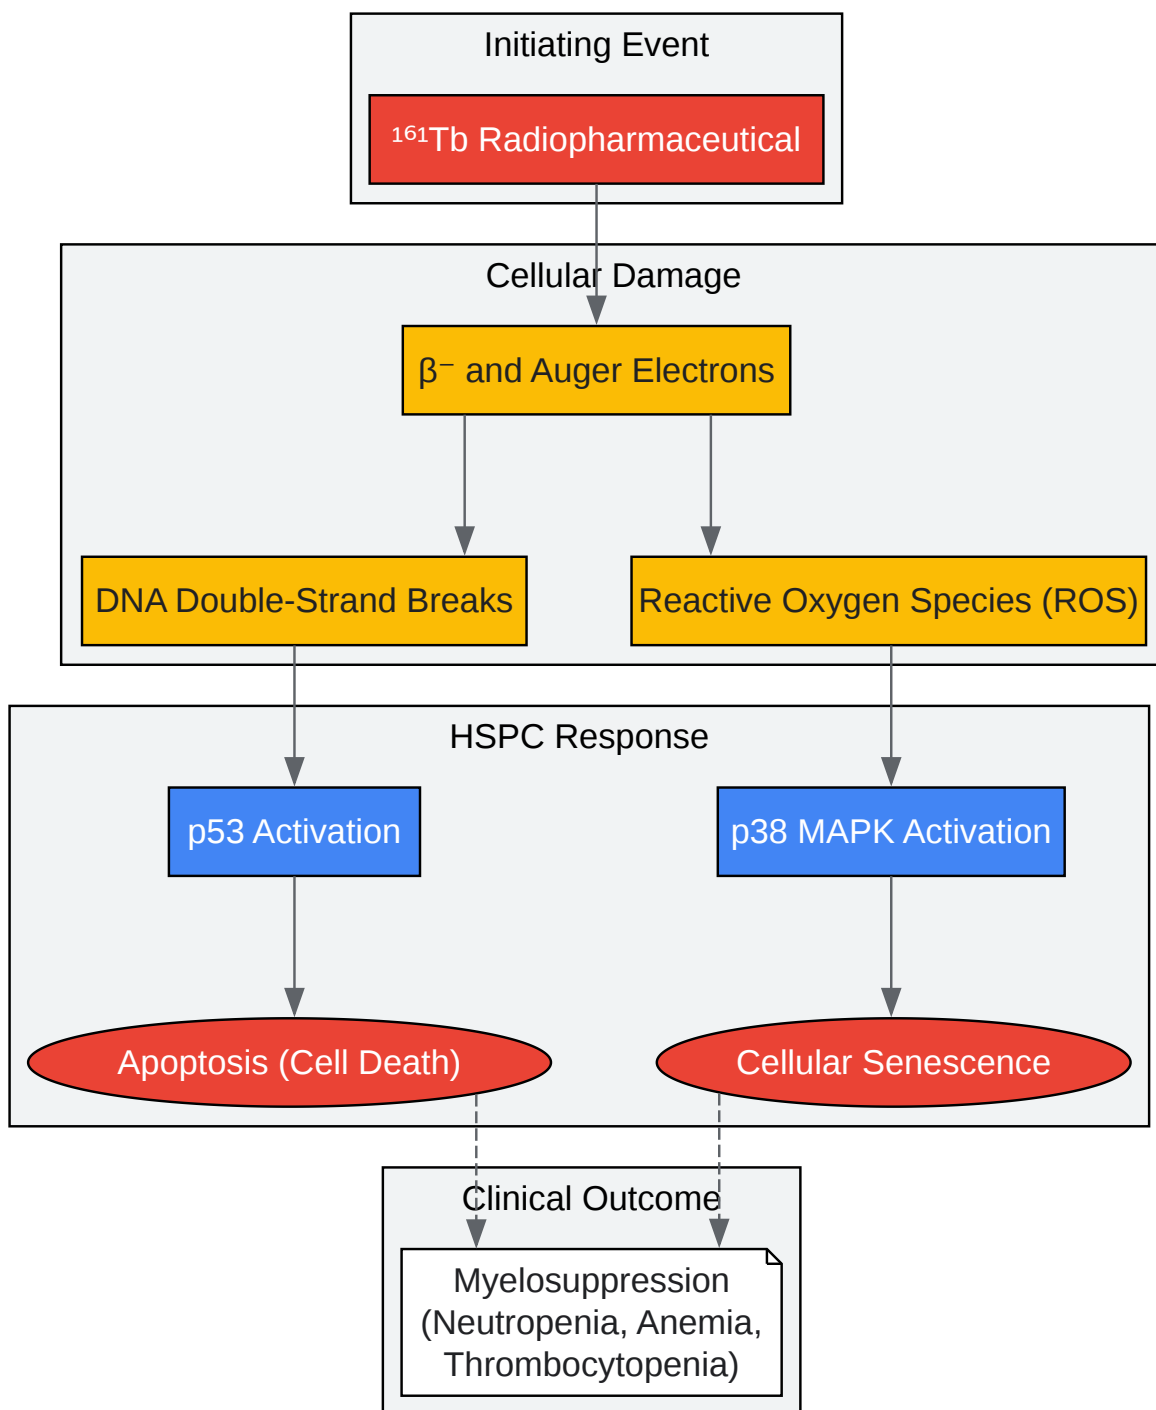 Initiating Event
¹⁶¹Tb Radiopharmaceutical
Cellular Damage
β⁻ and Auger Electrons
DNA Double-Strand Breaks
Reactive Oxygen Species (ROS)
HSPC Response
p53 Activation
p38 MAPK Activation
Apoptosis (Cell Death)
Cellular Senescence
Clinical Outcome
Myelosuppression
(Neutropenia, Anemia,
Thrombocytopenia)